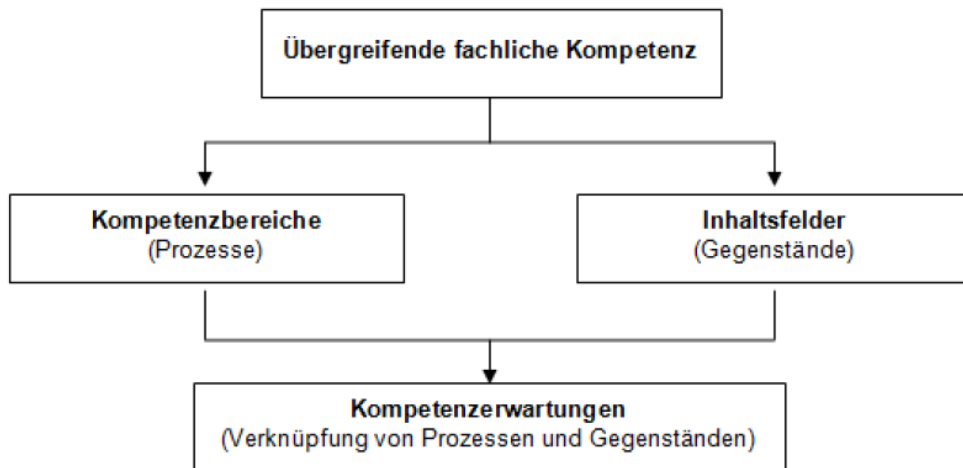 Übergreifende fachliche Kompetenz
Kompetenzbereiche
(Prozesse)
Inhaltsfelder
(Gegenstände)
Kompetenzerwartungen
(Verknüpfung von Prozessen und Gegenständen)